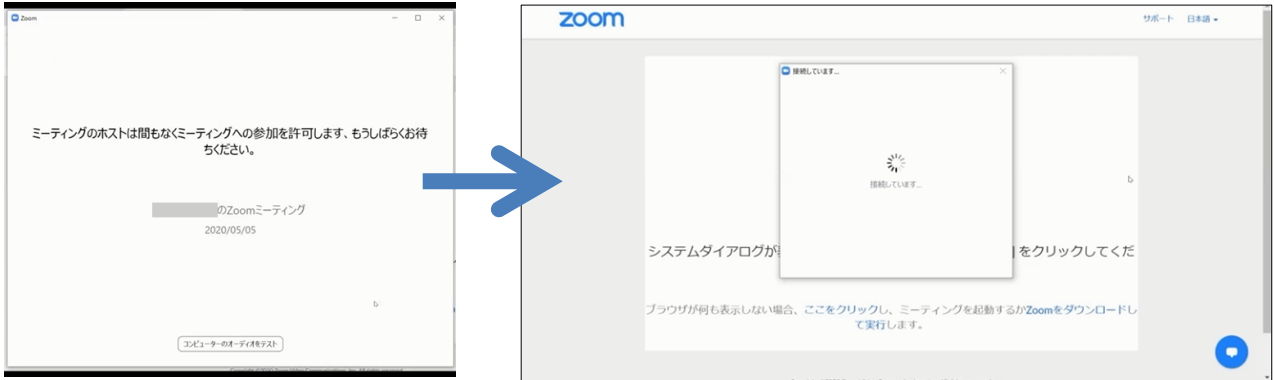 Zoom
ミーティングのホストは間もなくミーティングへの参加を許可します、もうしばらくお待
ちください。
のZoomミーティング
2020/05/05
コンピューターのオーディオをテスト
zoom
サポート 日本語
接続しています...
接続しています...
システムダイアログが
をクリックしてくだ
ブラウザが何も表示しない場合、ここをクリックし、ミーティングを起動するかZoomをダウンロードし
て実行します。